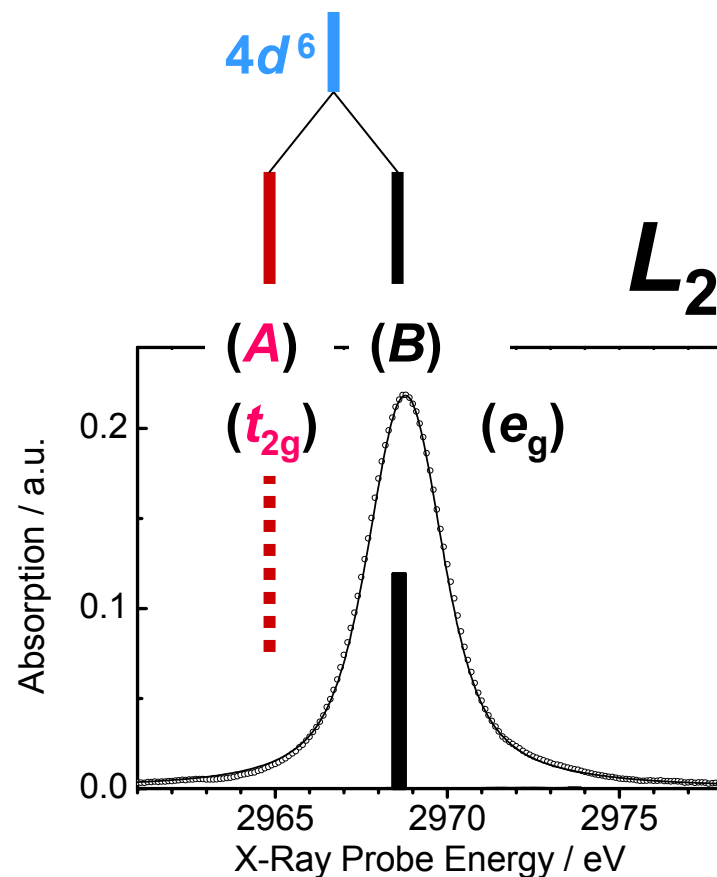 4d⁶
L₂
(A) (B)
(t₂g) (eg)
0.2
0.1
0.0
Absorption / a.u.
2965 2970 2975
X-Ray Probe Energy / eV